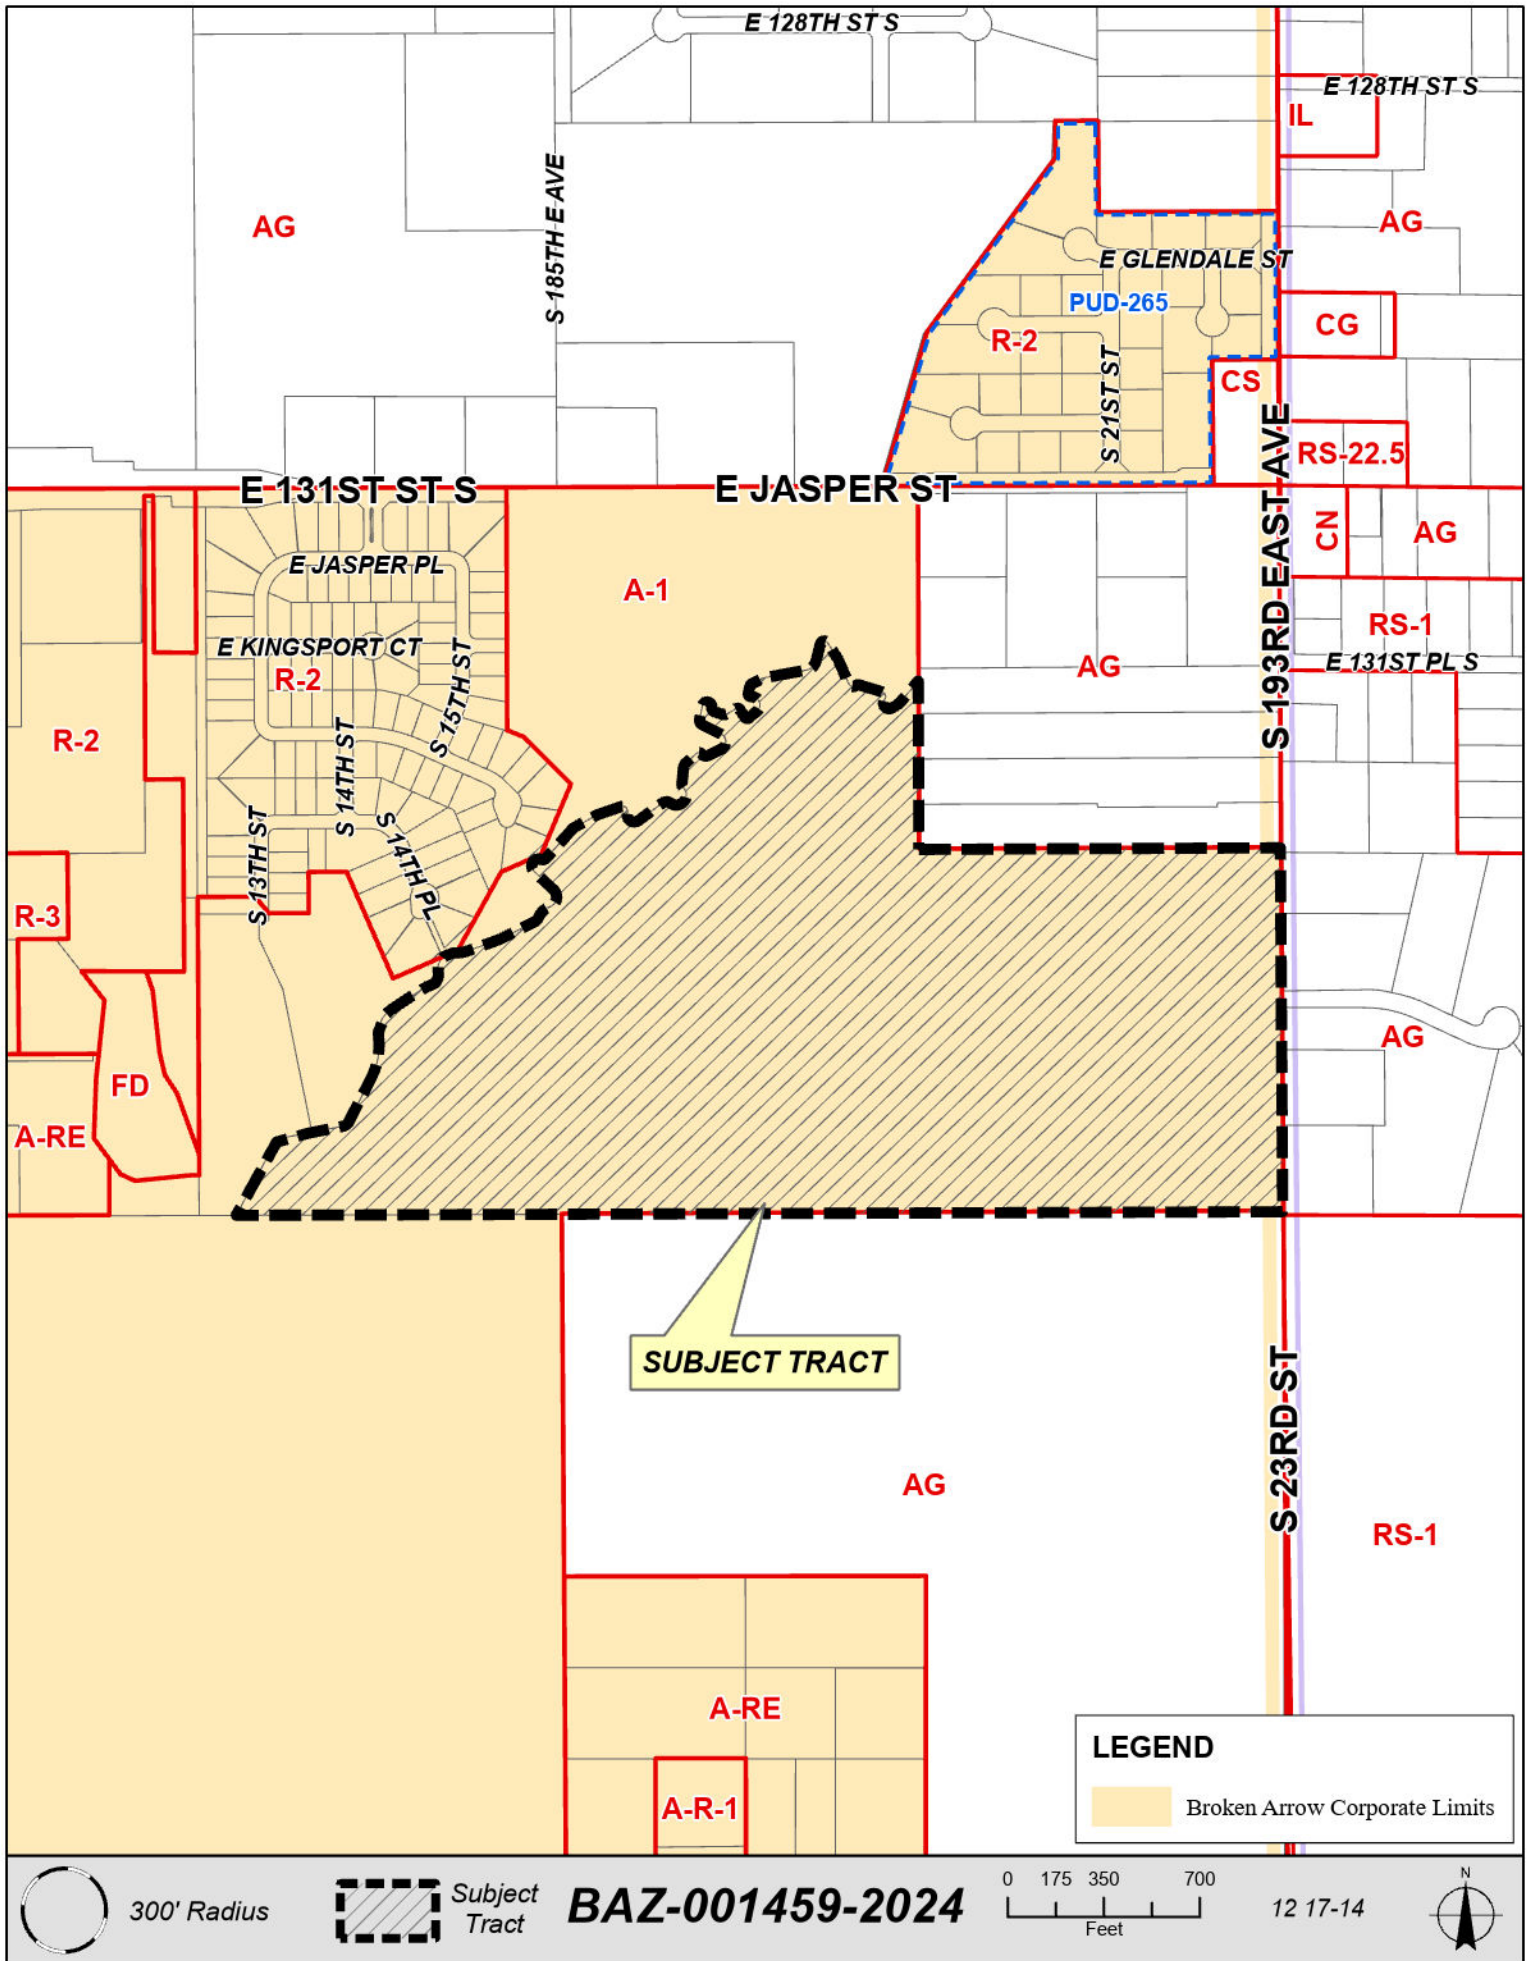 E 128TH ST S
E 128TH ST S
IL
AG
S 185TH E AVE
AG
E GLENDALE ST
PUD-265
R-2
CG
S 21ST ST
CS
RS-22.5
E 131ST ST S
E JASPER ST
S 193RD EAST AVE
CN
AG
E JASPER PL
A-1
RS-1
E KINGSPORT CT
R-2
S 15TH ST
AG
E 131ST PL S
R-2
S 14TH ST
S 13TH ST
S 14TH PL
R-3
AG
FD
A-RE
SUBJECT TRACT
S 23RD ST
AG
RS-1
A-RE
A-R-1
LEGEND
Broken Arrow Corporate Limits
300' Radius
Subject
Tract
BAZ-001459-2024
0 175 350 700
Feet
12 17-14
N